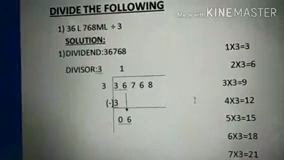 DIVIDE THE FOLLOWING
KINEMASTER
1) 36 L 768ML ÷ 3
SOLUTION:
1)DIVIDEND:36768
DIVISOR:3
1
3 3 6 7 6 8
(-)3
0 6
1X3=3
2X3=6
3X3=9
4X3=12
5X3=15
6X3=18
7X3=21